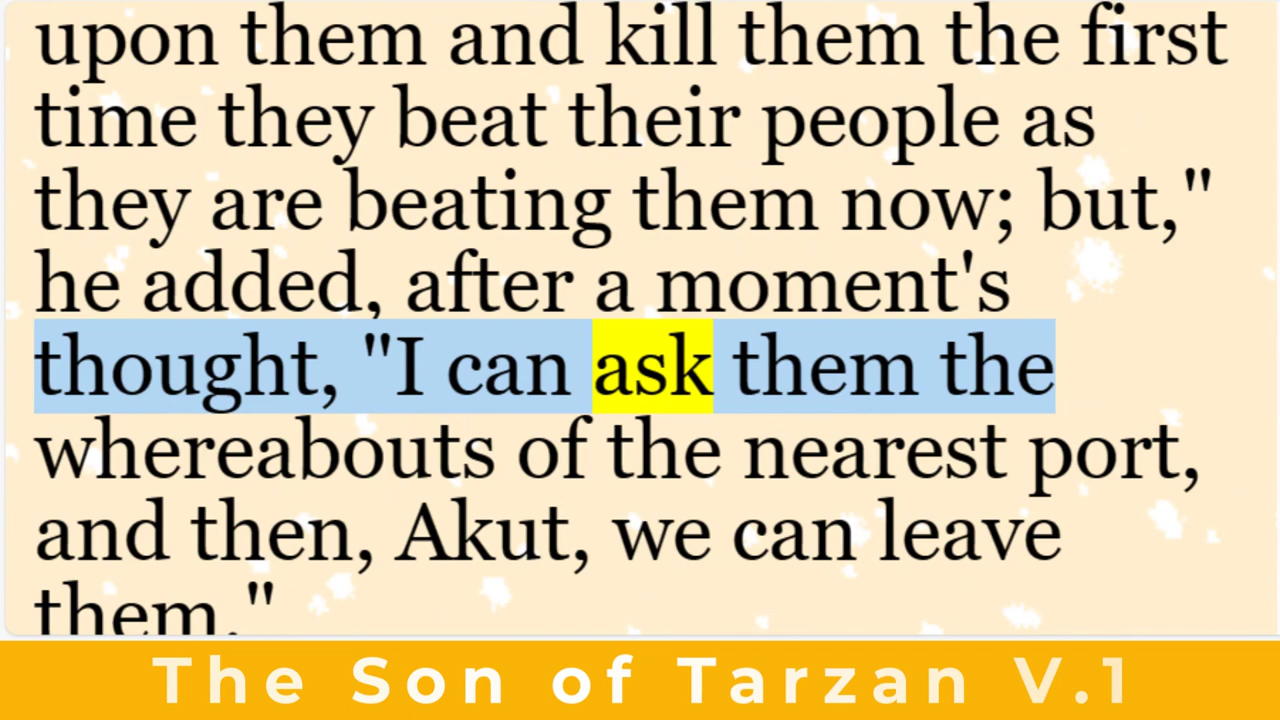 upon them and kill them the first
time they beat their people as
they are beating them now; but,"
he added, after a moment's
thought, "I can ask them the
whereabouts of the nearest port,
and then, Akut, we can leave
them."
The Son of Tarzan V.1